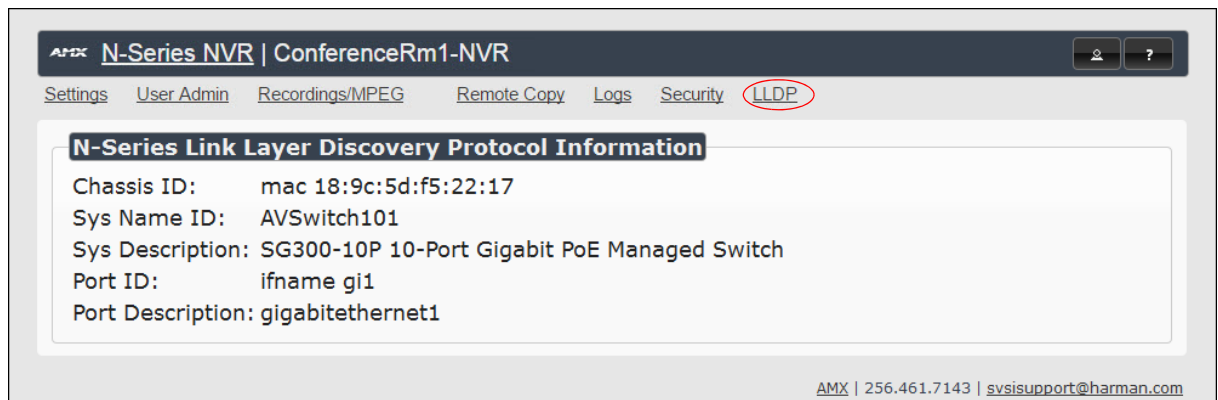 AMX N-Series NVR | ConferenceRm1-NVR ?
Settings User Admin Recordings/MPEG Remote Copy Logs Security LLDP
N-Series Link Layer Discovery Protocol Information
Chassis ID: mac 18:9c:5d:f5:22:17
Sys Name ID: AVSwitch101
Sys Description: SG300-10P 10-Port Gigabit PoE Managed Switch
Port ID: ifname gi1
Port Description: gigabitethernet1
AMX | 256.461.7143 | svsisupport@harman.com